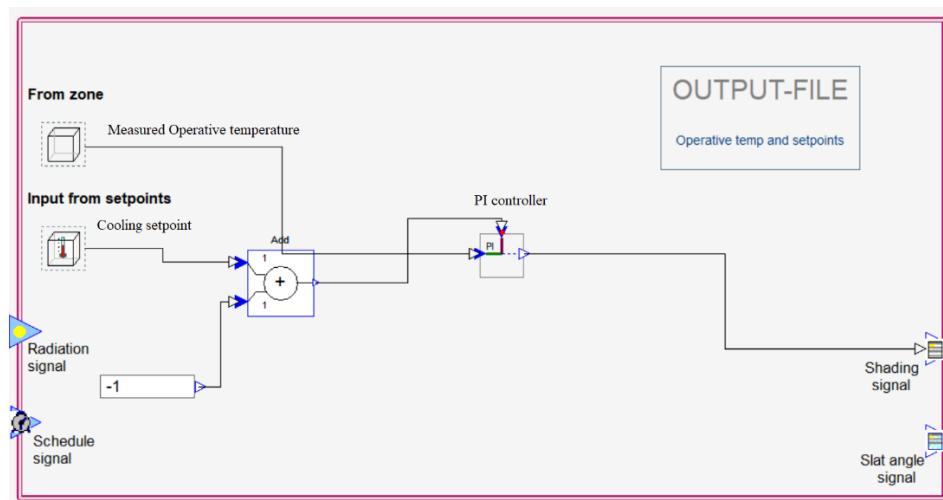 OUTPUT-FILE
Operative temp and setpoints
From zone
Measured Operative temperature
Input from setpoints
Cooling setpoint
PI controller
Add
1
+
1
PI
Radiation
signal
-1
Schedule
signal
Shading
signal
Slat angle
signal